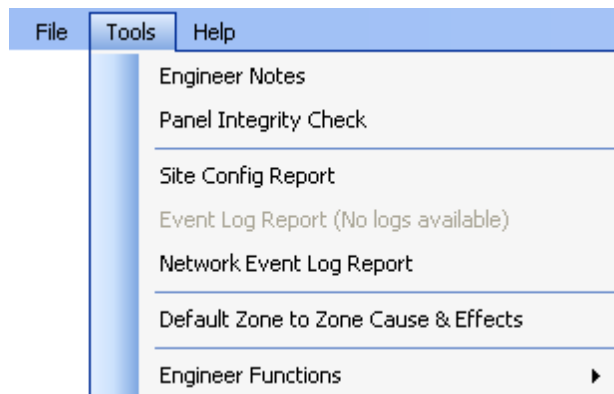 File Tools Help
Engineer Notes
Panel Integrity Check
Site Config Report
Event Log Report (No logs available)
Network Event Log Report
Default Zone to Zone Cause & Effects
Engineer Functions